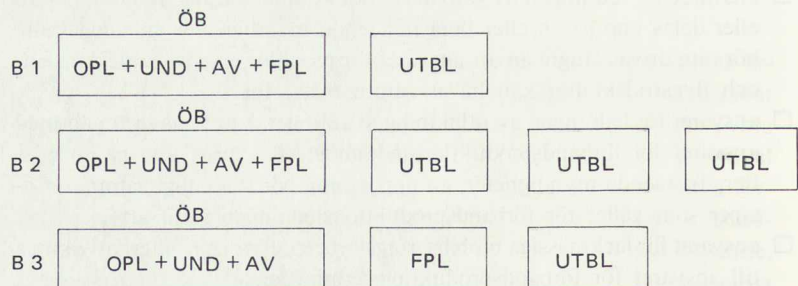 ÖB
B 1 OPL + UND + AV + FPL UTBL
ÖB
B 2 OPL + UND + AV + FPL UTBL UTBL UTBL
ÖB
B 3 OPL + UND + AV FPL UTBL